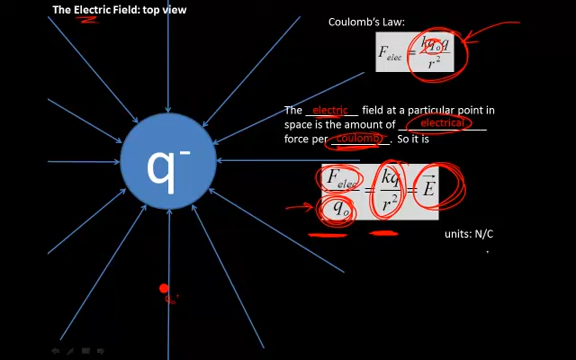 The Electric Field: top view
Coulomb's Law:
F_elec = kq_o q / r²
The electric field at a particular point in
space is the amount of electrical
force per coulomb. So it is
F_elec / q_o = kq / r² = E⃗
units: N/C
q⁻
q_o⁺